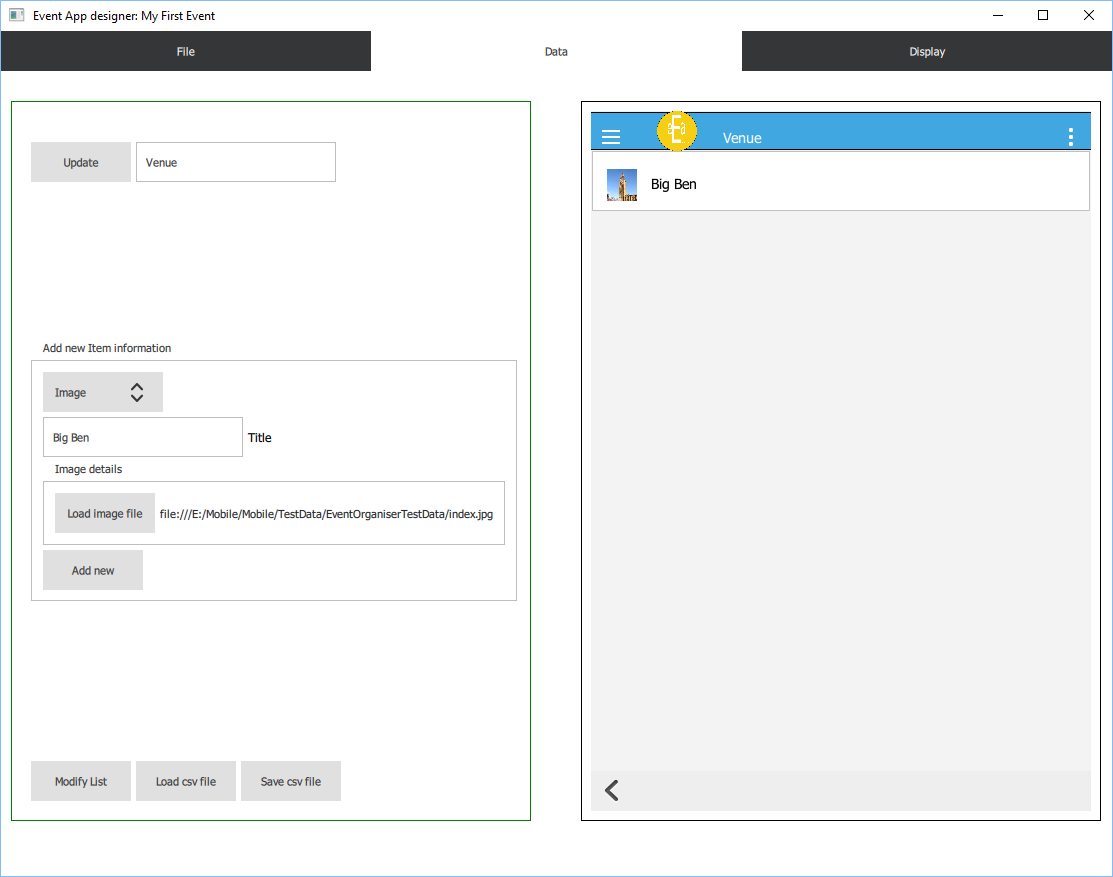 Event App designer: My First Event
File
Data
Display
Update
Venue
Add new Item information
Image
Big Ben
Title
Image details
Load image file
file:///E:/Mobile/Mobile/TestData/EventOrganiserTestData/index.jpg
Add new
Modify List
Load csv file
Save csv file
Venue
Big Ben